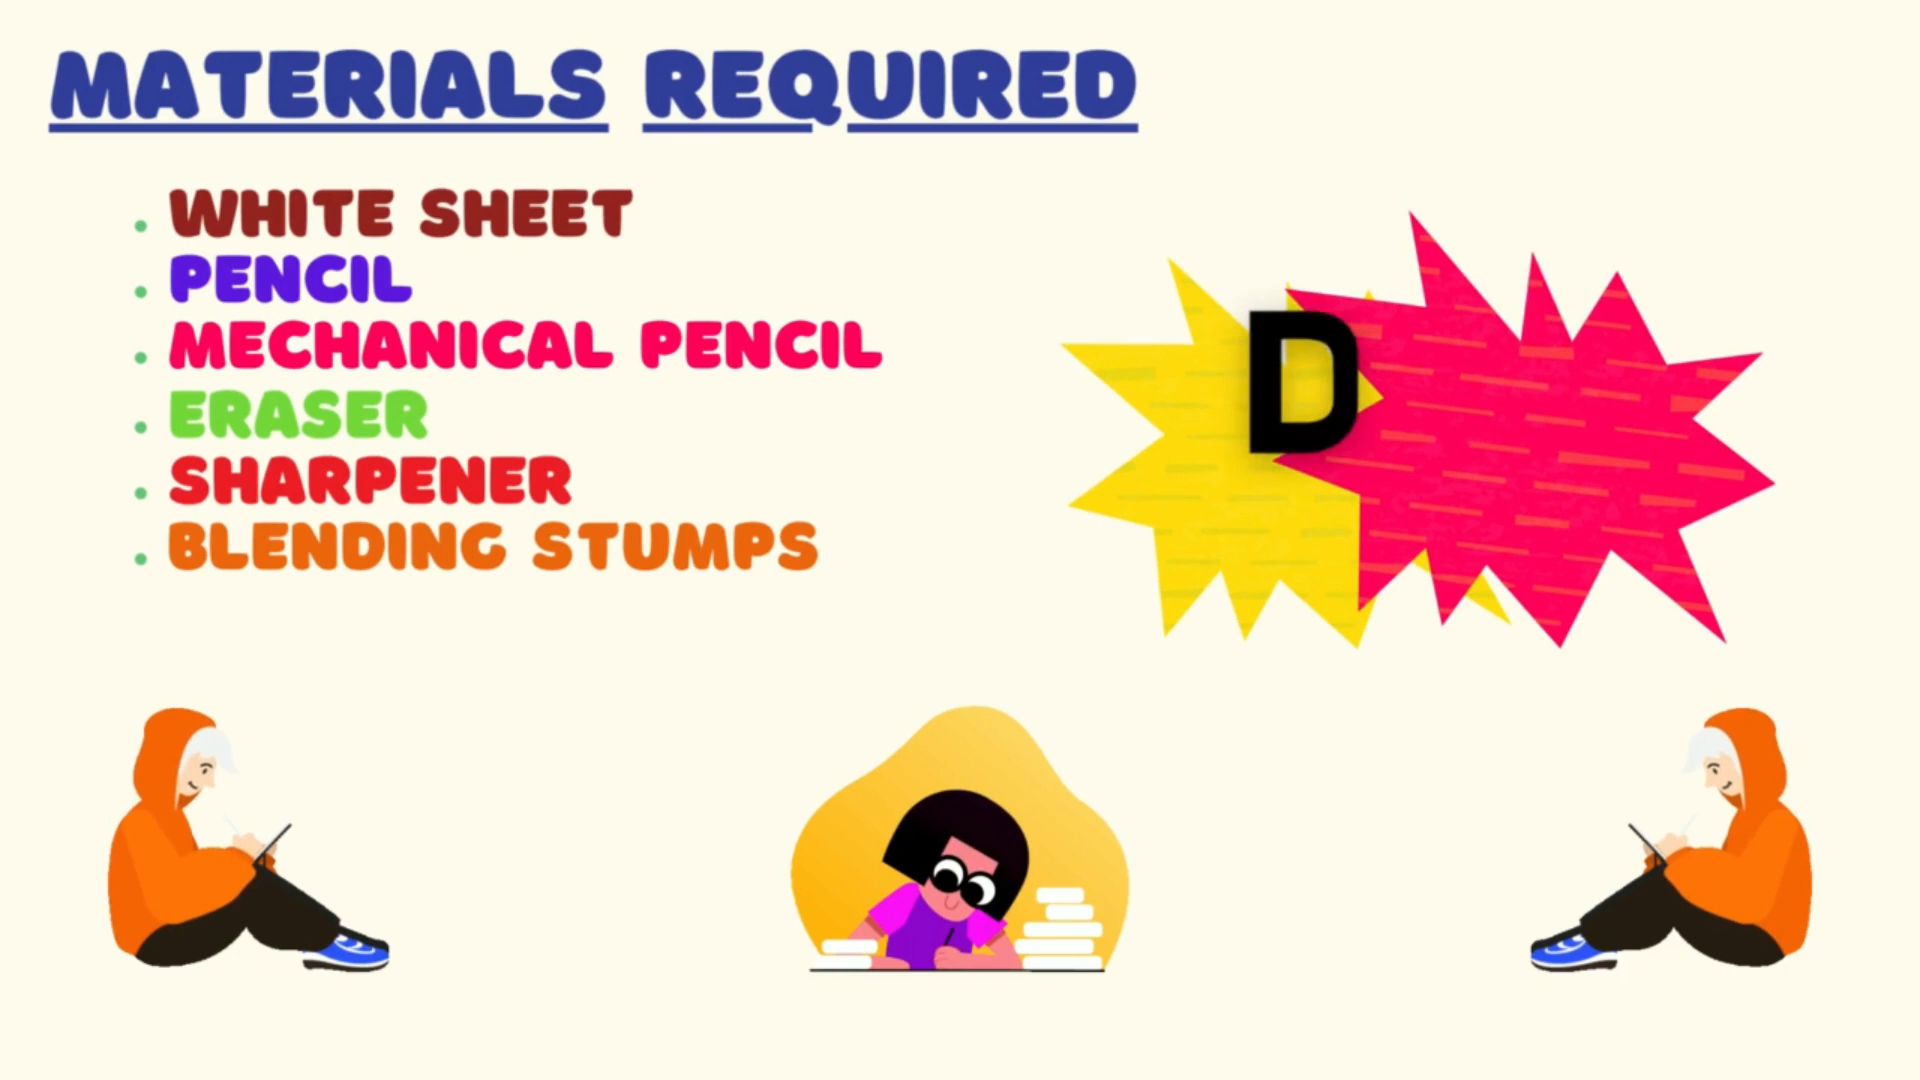 MATERIALS REQUIRED
WHITE SHEET
PENCIL
MECHANICAL PENCIL
ERASER
SHARPENER
BLENDING STUMPS
D